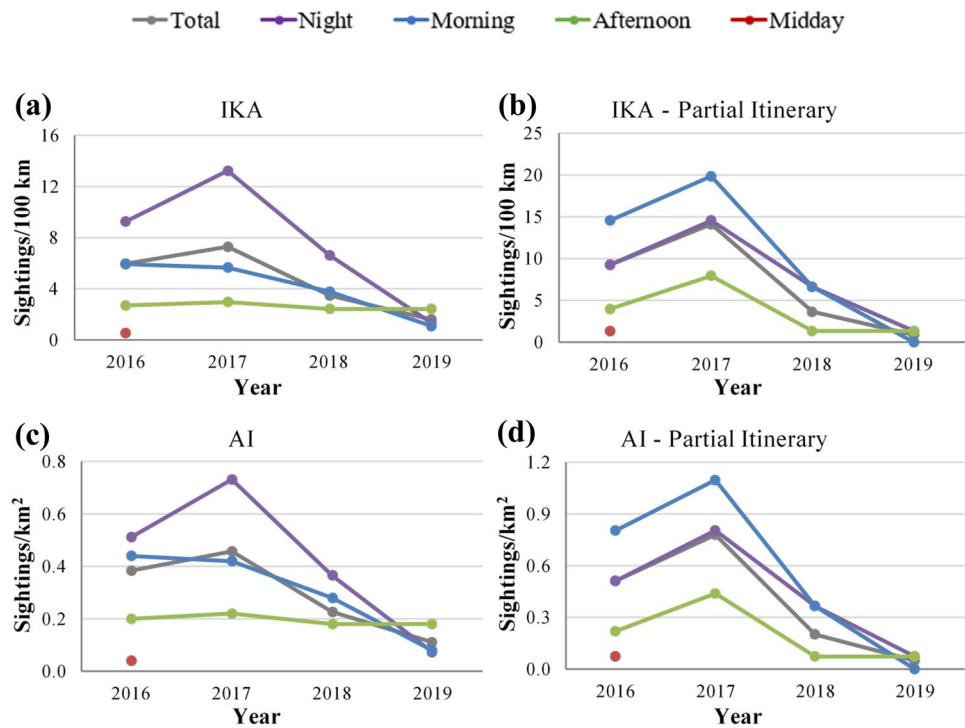 Total Night Morning Afternoon Midday
(a) IKA
Sightings/100 km
16
12
8
4
0
2016 2017 2018 2019
Year
(b) IKA - Partial Itinerary
Sightings/100 km
25
20
15
10
5
0
2016 2017 2018 2019
Year
(c) AI
Sightings/km²
0.8
0.6
0.4
0.2
0.0
2016 2017 2018 2019
Year
(d) AI - Partial Itinerary
Sightings/km²
1.2
0.9
0.6
0.3
0.0
2016 2017 2018 2019
Year